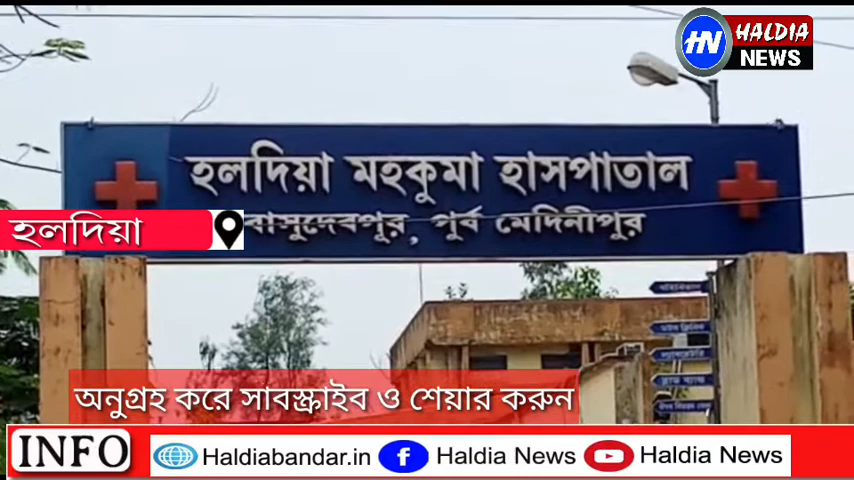 HN HALDIA
NEWS
হলদিয়া মহকুমা হাসপাতাল
বাসুদেবপুর, পূর্ব মেদিনীপুর
হলদিয়া
অনুগ্রহ করে সাবস্ক্রাইব ও শেয়ার করুন
INFO Haldiabandar.in f Haldia News Haldia News